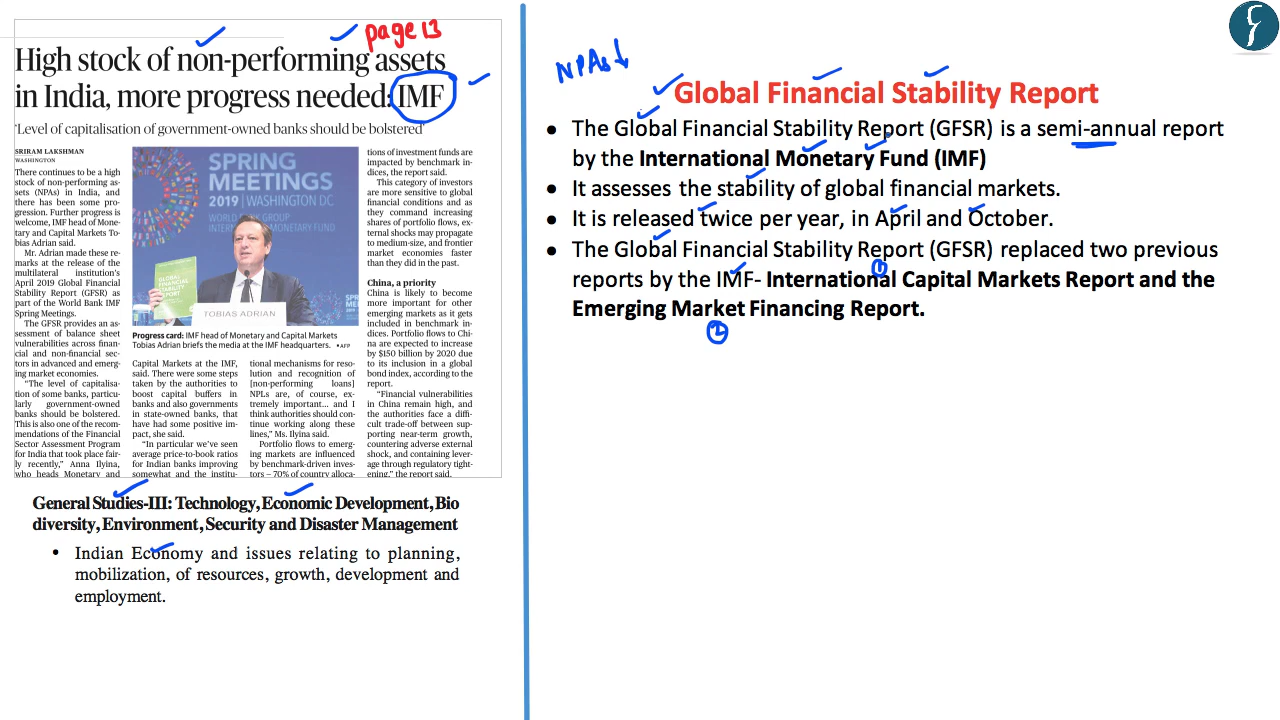 page 13
High stock of non-performing assets
in India, more progress needed: IMF
'Level of capitalisation of government-owned banks should be bolstered'
SRIRAM LAKSHMAN
WASHINGTON
There continues to be a high
stock of non-performing as-
sets (NPAs) in India, and
there has been some pro-
gression. Further progress is
welcome, IMF head of Mone-
tary and Capital Markets To-
bias Adrian said.
Mr. Adrian made these re-
marks at the release of the
multilateral institution's
April 2019 Global Financial
Stability Report (GFSR) as
part of the World Bank IMF
Spring Meetings.
The GFSR provides an as-
sessment of balance sheet
vulnerabilities across finan-
cial and non-financial sec-
tors in advanced and emerg-
ing market economies.
"The level of capitalisa-
tion of some banks, particu-
larly government-owned
banks should be bolstered.
This is also one of the recom-
mendations of the Financial
Sector Assessment Program
for India that took place fair-
ly recently," Anna Ilyina,
who heads Monetary and
SPRING
MEETINGS
2019 WASHINGTON DC
WORLD BANK GROUP
INTERNATIONAL MONETARY FUND
GLOBAL
FINANCIAL
STABILITY
REPORT
SPRING
TOBIAS ADRIAN
Progress card: IMF head of Monetary and Capital Markets
Tobias Adrian briefs the media at the IMF headquarters. •AFP
Capital Markets at the IMF,
said. There were some steps
taken by the authorities to
boost capital buffers in
banks and also governments
in state-owned banks, that
have had some positive im-
pact, she said.
"In particular we've seen
average price-to-book ratios
for Indian banks improving
somewhat and the institu-
tional mechanisms for reso-
lution and recognition of
[non-performing loans]
NPLs are, of course, ex-
tremely important... and I
think authorities should con-
tinue working along these
lines," Ms. Ilyina said.
Portfolio flows to emerg-
ing markets are influenced
by benchmark-driven inves-
tors – 70% of country alloca-
tions of investment funds are
impacted by benchmark in-
dices, the report said.
This category of investors
are more sensitive to global
financial conditions and as
they command increasing
shares of portfolio flows, ex-
ternal shocks may propagate
to medium-size, and frontier
market economies faster
than they did in the past.
China, a priority
China is likely to become
more important for other
emerging markets as it gets
included in benchmark in-
dices. Portfolio flows to Chi-
na are expected to increase
by $150 billion by 2020 due
to its inclusion in a global
bond index, according to the
report.
"Financial vulnerabilities
in China remain high, and
the authorities face a diffi-
cult trade-off between sup-
porting near-term growth,
countering adverse external
shock, and containing lever-
age through regulatory tight-
ening," the report said.
General Studies-III: Technology, Economic Development, Bio
diversity, Environment, Security and Disaster Management
• Indian Economy and issues relating to planning,
mobilization, of resources, growth, development and
employment.
NPAs ↓
Global Financial Stability Report
• The Global Financial Stability Report (GFSR) is a semi-annual report
by the International Monetary Fund (IMF)
• It assesses the stability of global financial markets.
• It is released twice per year, in April and October.
• The Global Financial Stability Report (GFSR) replaced two previous
reports by the IMF- International Capital Markets Report and the
1
Emerging Market Financing Report.
2